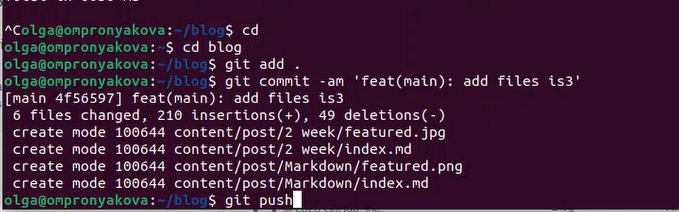 ^Colga@ompronyakova:~/blog$ cd
olga@ompronyakova:~$ cd blog
olga@ompronyakova:~/blog$ git add .
olga@ompronyakova:~/blog$ git commit -am 'feat(main): add files is3'
[main 4f56597] feat(main): add files is3
 6 files changed, 210 insertions(+), 49 deletions(-)
 create mode 100644 content/post/2 week/featured.jpg
 create mode 100644 content/post/2 week/index.md
 create mode 100644 content/post/Markdown/featured.png
 create mode 100644 content/post/Markdown/index.md
olga@ompronyakova:~/blog$ git push